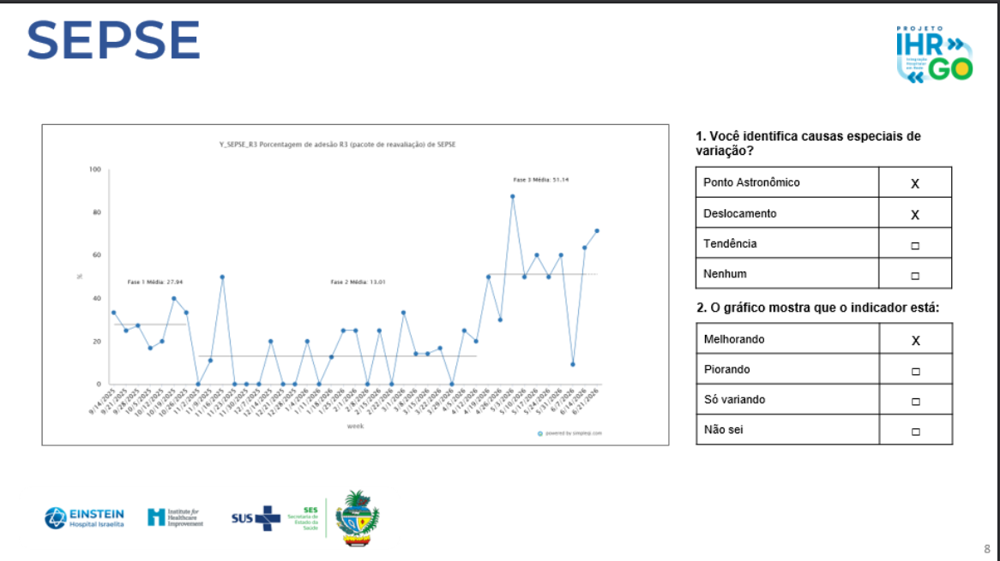 SEPSE
PROJETO
IHR
Integração
Hospitalar
em Rede
GO
Y_SEPSE_R3 Porcentagem de adesão R3 (pacote de reavaliação) de SEPSE
100
80
60
40
20
0
%
Fase 1 Média: 27.94
Fase 2 Média: 13.01
Fase 3 Média: 51.14
9/14/2025
9/21/2025
9/28/2025
10/5/2025
10/12/2025
10/19/2025
10/26/2025
11/2/2025
11/9/2025
11/16/2025
11/23/2025
11/30/2025
12/7/2025
12/14/2025
12/21/2025
12/28/2025
1/4/2026
1/11/2026
1/18/2026
1/25/2026
2/1/2026
2/8/2026
2/15/2026
2/22/2026
3/1/2026
3/8/2026
3/15/2026
3/22/2026
3/29/2026
4/5/2026
4/12/2026
4/19/2026
4/26/2026
5/3/2026
5/10/2026
5/17/2026
5/24/2026
5/31/2026
6/7/2026
6/14/2026
6/21/2026
week
powered by simpleqi.com
1. Você identifica causas especiais de
variação?
Ponto Astronômico X
Deslocamento X
Tendência □
Nenhum □
2. O gráfico mostra que o indicador está:
Melhorando X
Piorando □
Só variando □
Não sei □
EINSTEIN
Hospital Israelita
Institute for
Healthcare
Improvement
SUS
SES
Secretaria de
Estado da
Saúde
8